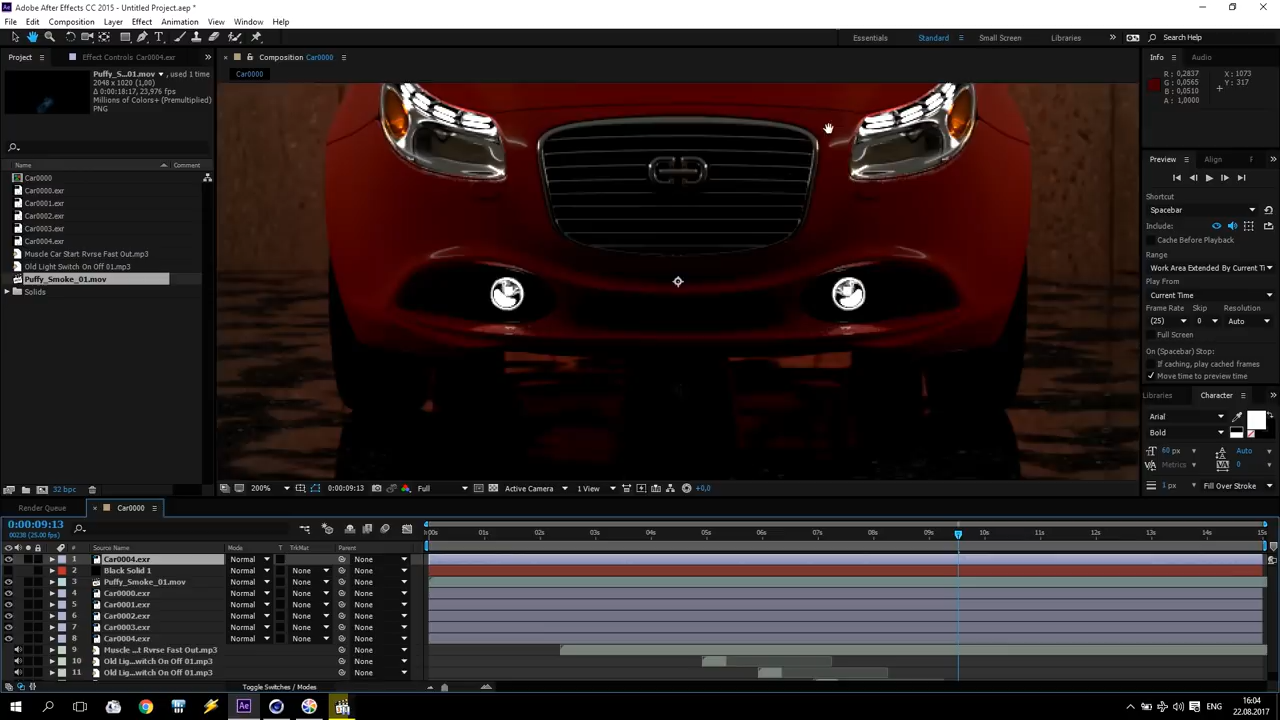 Adobe After Effects CC 2015 - Untitled Project.aep *
File Edit Composition Layer Effect Animation View Window Help
Essentials Standard Small Screen Libraries Search Help
Project Effect Controls Car0004.exr
Composition Car0000
Info Audio
Car0000
Puffy_S...01.mov , used 1 time
2048 x 1020 (1,00)
Δ 0:00:18:17, 23,976 fps
Millions of Colors+ (Premultiplied)
PNG
R : 0,2837
G : 0,0565
B : 0,0510
A : 1,0000
X : 1073
Y : 317
Preview Align F
Shortcut
Spacebar
Include:
Cache Before Playback
Range
Work Area Extended By Current Ti
Play From
Current Time
Frame Rate Skip Resolution
(25) 0 Auto
Full Screen
On (Spacebar) Stop:
If caching, play cached frames
Move time to preview time
Libraries Character
Arial
Bold
60 px Auto
Metrics 0
1 px Fill Over Stroke
Name Comment
Car0000
Car0000.exr
Car0001.exr
Car0002.exr
Car0003.exr
Car0004.exr
Muscle Car Start Rvrse Fast Out.mp3
Old Light Switch On Off 01.mp3
Puffy_Smoke_01.mov
Solids
32 bpc
200% 0:00:09:13 Full Active Camera 1 View +0,0
Render Queue Car0000
0:00:09:13
00238 (25.00 fps)
:00s 01s 02s 03s 04s 05s 06s 07s 08s 09s 10s 11s 12s 13s 14s 15s
# Source Name Mode T TrkMat Parent
1 Car0004.exr Normal None
2 Black Solid 1 Normal None None
3 Puffy_Smoke_01.mov Normal None None
4 Car0000.exr Normal None None
5 Car0001.exr Normal None None
6 Car0002.exr Normal None None
7 Car0003.exr Normal None None
8 Car0004.exr Normal None None
9 Muscle ...t Rvrse Fast Out.mp3 None
10 Old Lig...witch On Off 01.mp3 None
11 Old Lig...witch On Off 01.mp3 None
Toggle Switches / Modes
ENG
16:04
22.08.2017